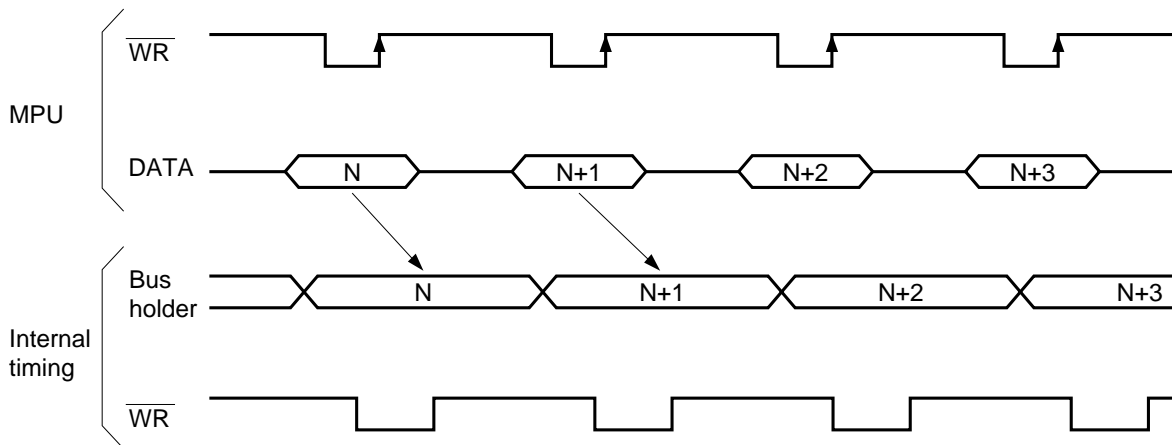 MPU
WR
DATA
N
N+1
N+2
N+3
Internal
timing
Bus
holder
N
N+1
N+2
N+3
WR